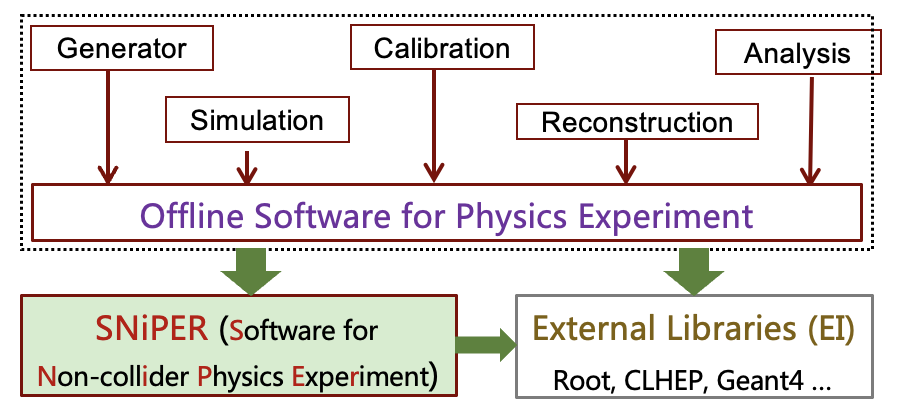 Generator
Calibration
Analysis
Simulation
Reconstruction
Offline Software for Physics Experiment
SNiPER (Software for
Non-collider Physics Experiment)
External Libraries (EI)
Root, CLHEP, Geant4 ...